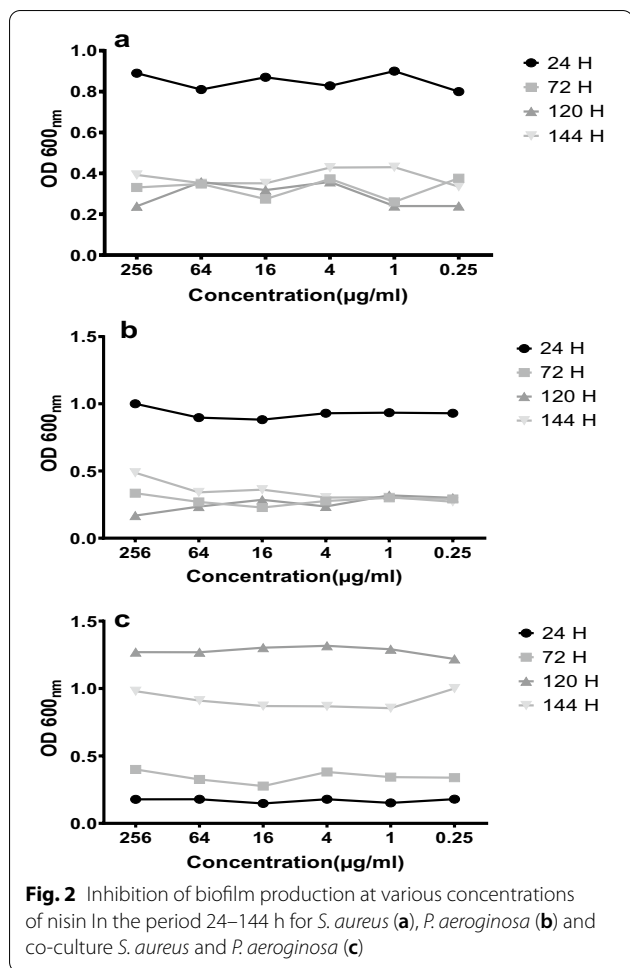 a
1.0
0.8
0.6
0.4
0.2
0.0
OD 600nm
256 64 16 4 1 0.25
Concentration(µg/ml)
24 H
72 H
120 H
144 H
b
1.5
1.0
0.5
0.0
OD 600nm
256 64 16 4 1 0.25
Concentration(µg/ml)
24 H
72 H
120 H
144 H
c
1.5
1.0
0.5
0.0
OD 600nm
256 64 16 4 1 0.25
Concentration(µg/ml)
24 H
72 H
120 H
144 H
Fig. 2 Inhibition of biofilm production at various concentrations
of nisin In the period 24–144 h for S. aureus (a), P. aeroginosa (b) and
co-culture S. aureus and P. aeroginosa (c)